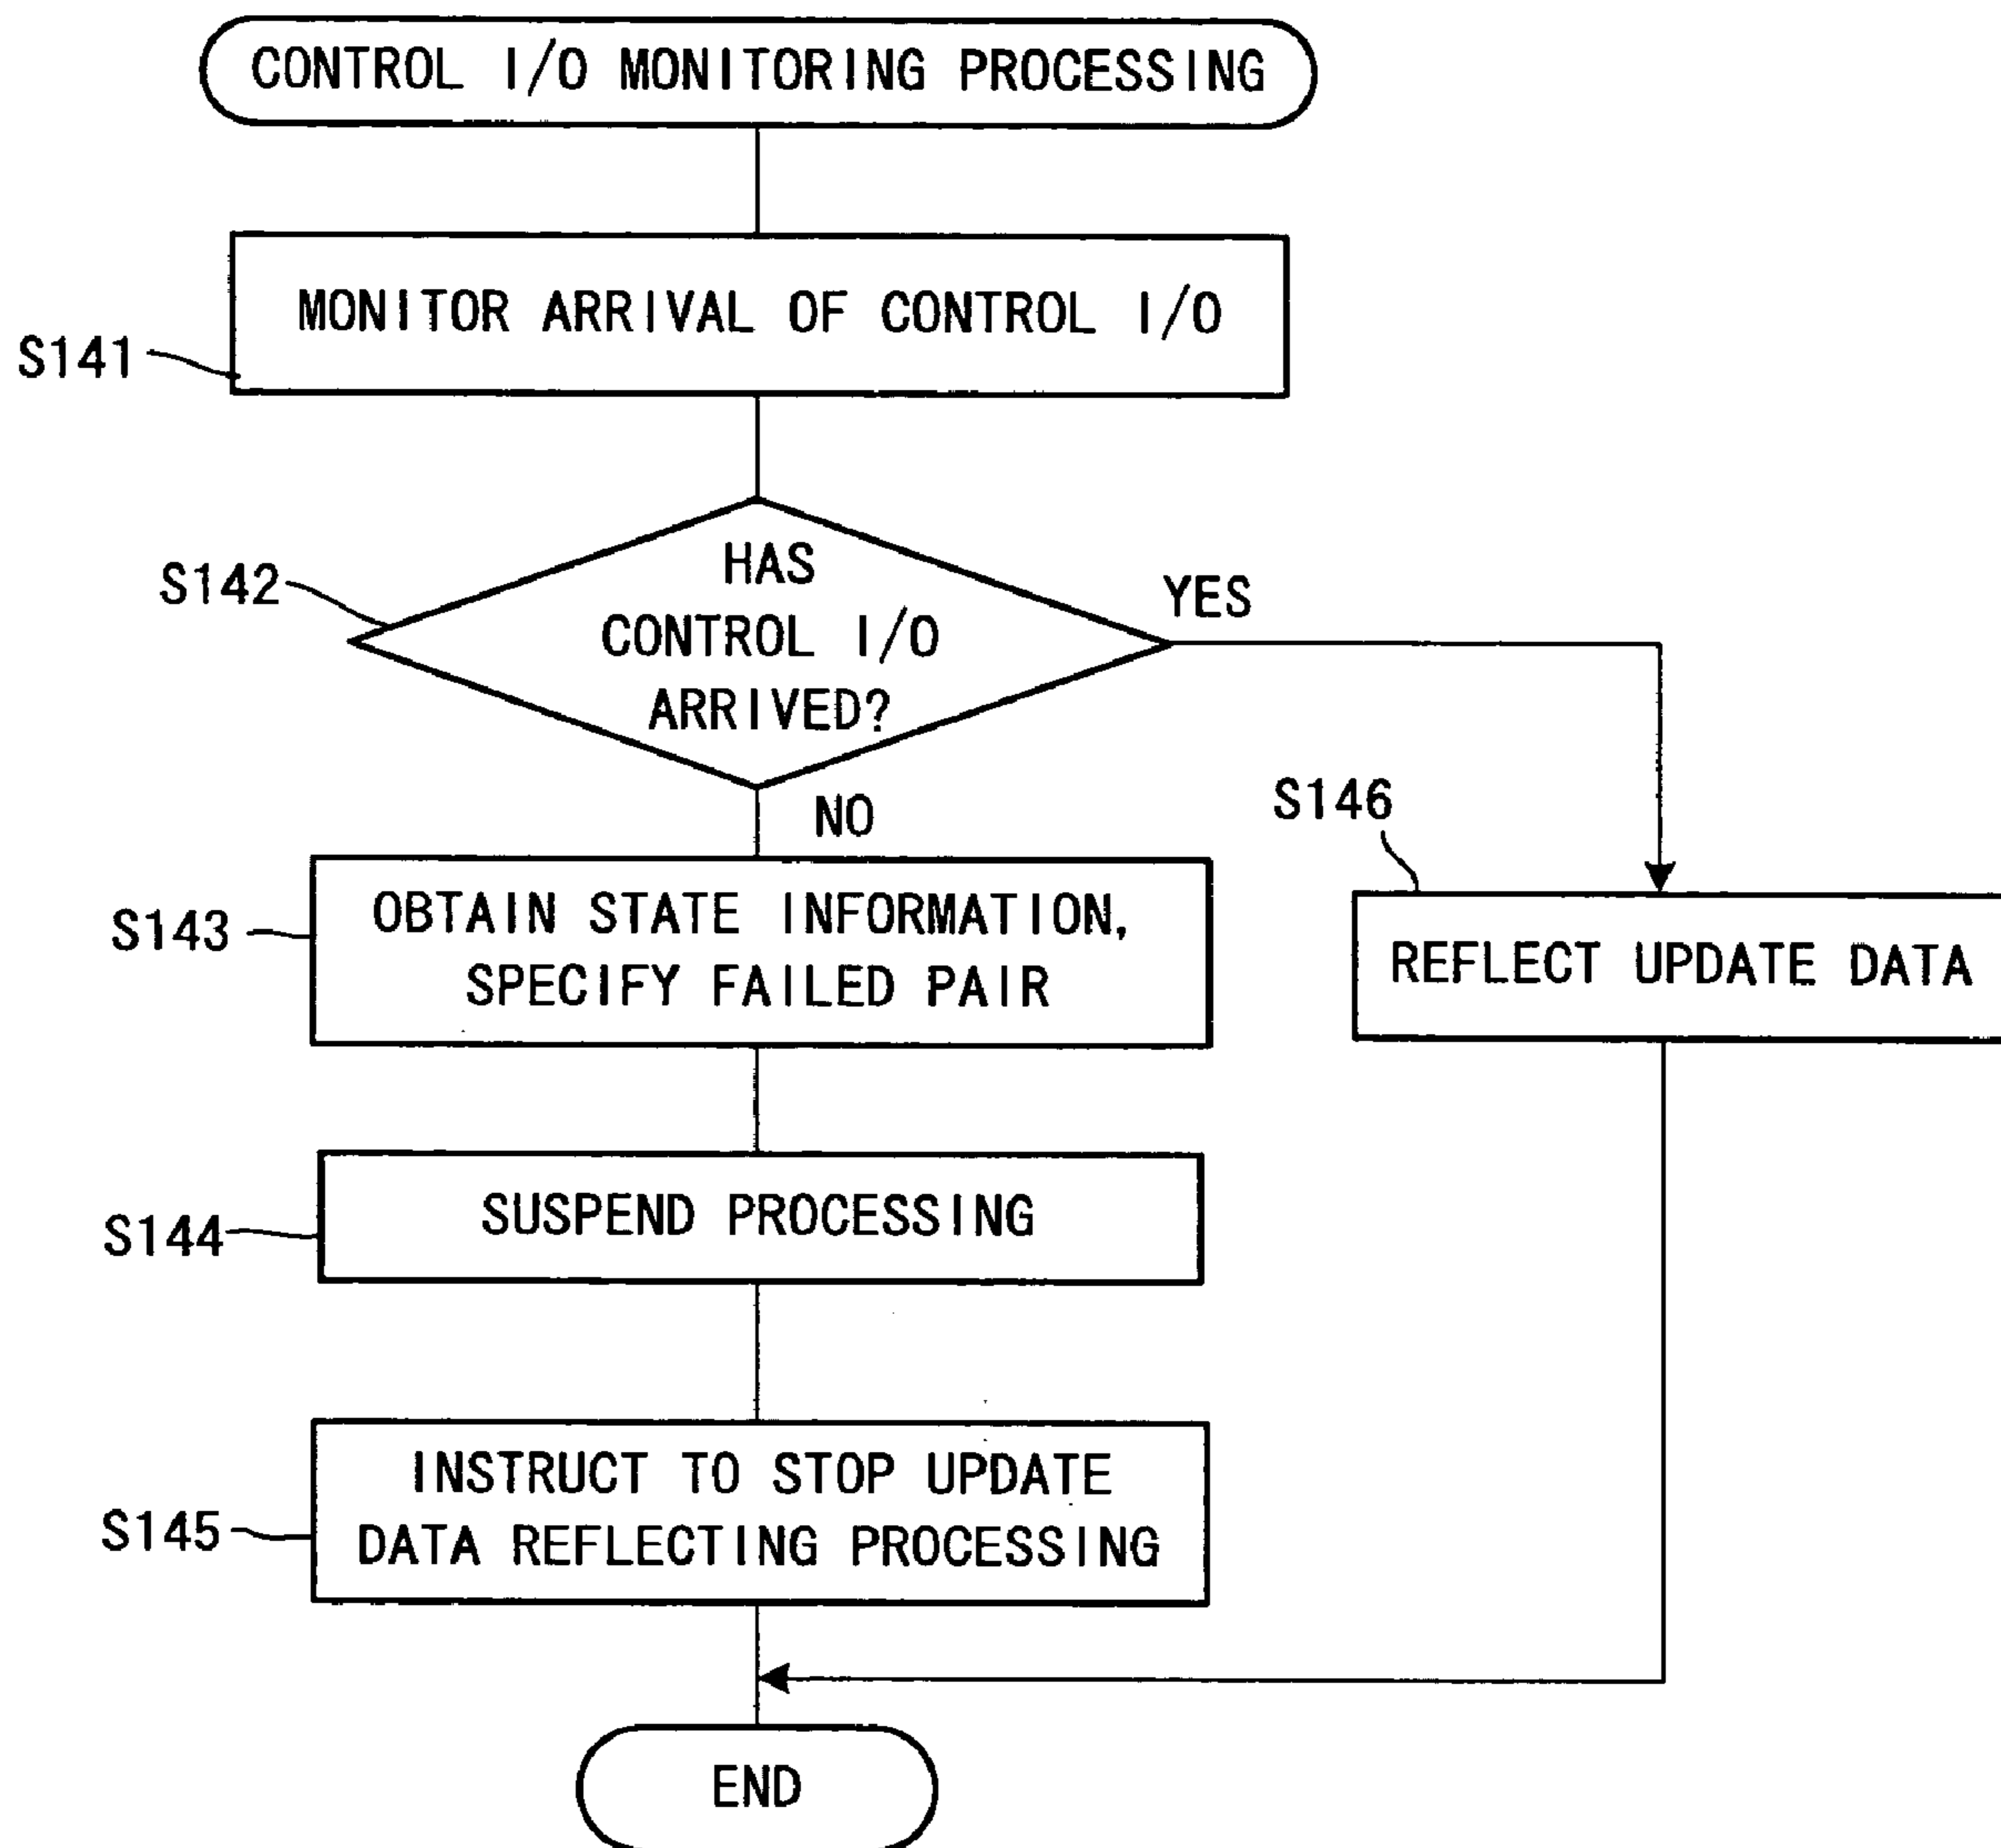 CONTROL I/O MONITORING PROCESSING
MONITOR ARRIVAL OF CONTROL I/O
S141
HAS
CONTROL I/O
ARRIVED?
S142
YES
NO
OBTAIN STATE INFORMATION,
SPECIFY FAILED PAIR
S143
S146
REFLECT UPDATE DATA
SUSPEND PROCESSING
S144
INSTRUCT TO STOP UPDATE
DATA REFLECTING PROCESSING
S145
END